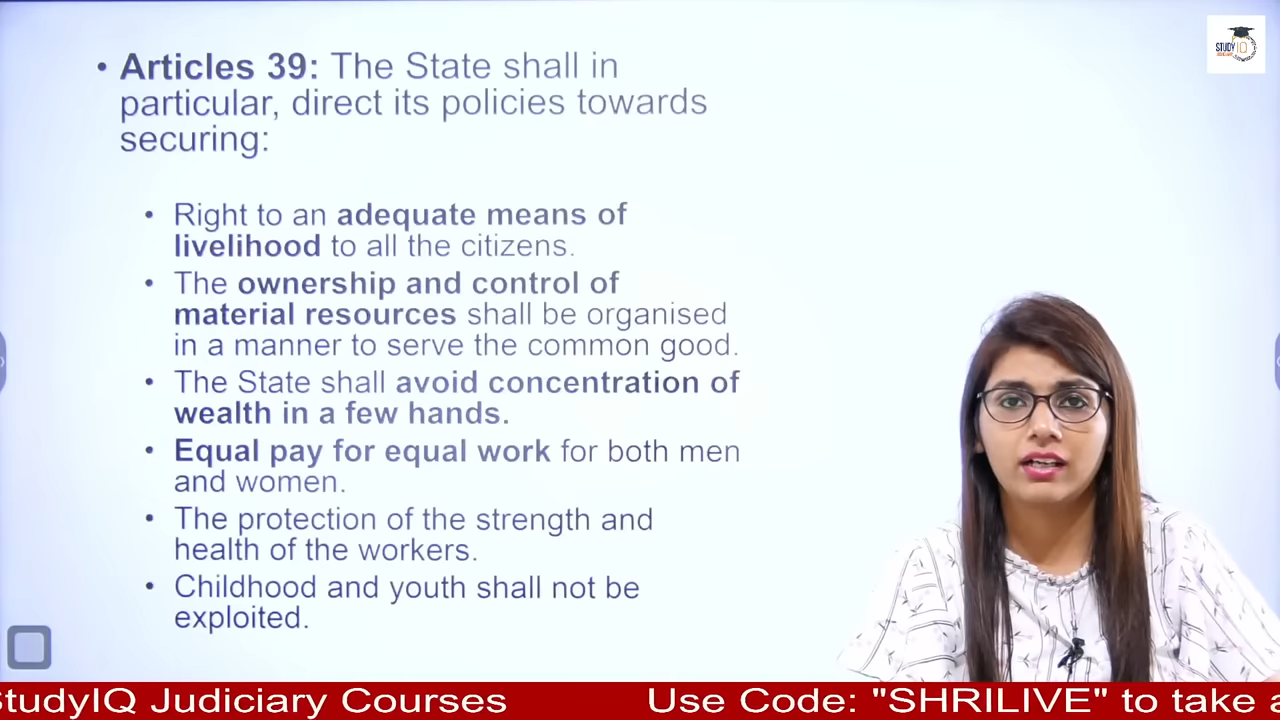 • Articles 39: The State shall in
particular, direct its policies towards
securing:
• Right to an adequate means of
livelihood to all the citizens.
• The ownership and control of
material resources shall be organised
in a manner to serve the common good.
• The State shall avoid concentration of
wealth in a few hands.
• Equal pay for equal work for both men
and women.
• The protection of the strength and
health of the workers.
• Childhood and youth shall not be
exploited.
STUDY IQ
StudyIQ Judiciary Courses Use Code: "SHRILIVE" to take a